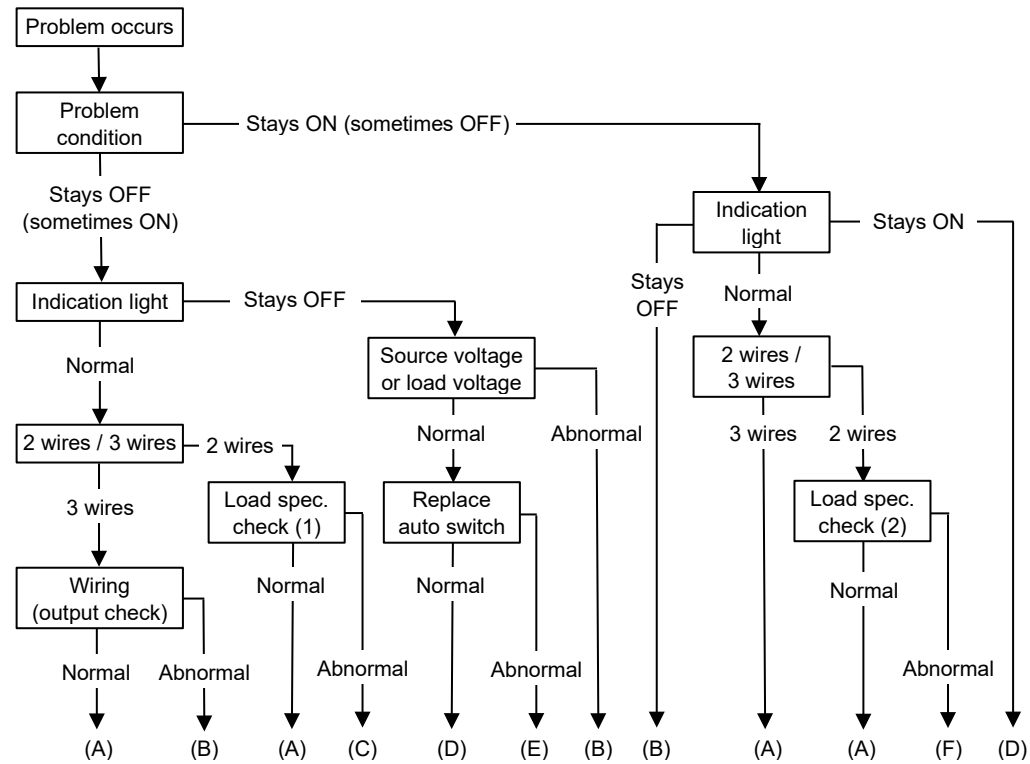 Problem occurs
Problem
condition
Stays ON (sometimes OFF)
Stays OFF
(sometimes ON)
Indication
light
Stays ON
Stays
OFF
Normal
Indication light
Stays OFF
Normal
Source voltage
or load voltage
2 wires /
3 wires
Normal
Abnormal
3 wires
2 wires
2 wires / 3 wires
2 wires
3 wires
Load spec.
check (1)
Replace
auto switch
Load spec.
check (2)
Wiring
(output check)
Normal
Normal
Normal
Normal
Abnormal
Abnormal
Abnormal
Abnormal
(A)
(B)
(A)
(C)
(D)
(E)
(B)
(B)
(A)
(A)
(F)
(D)